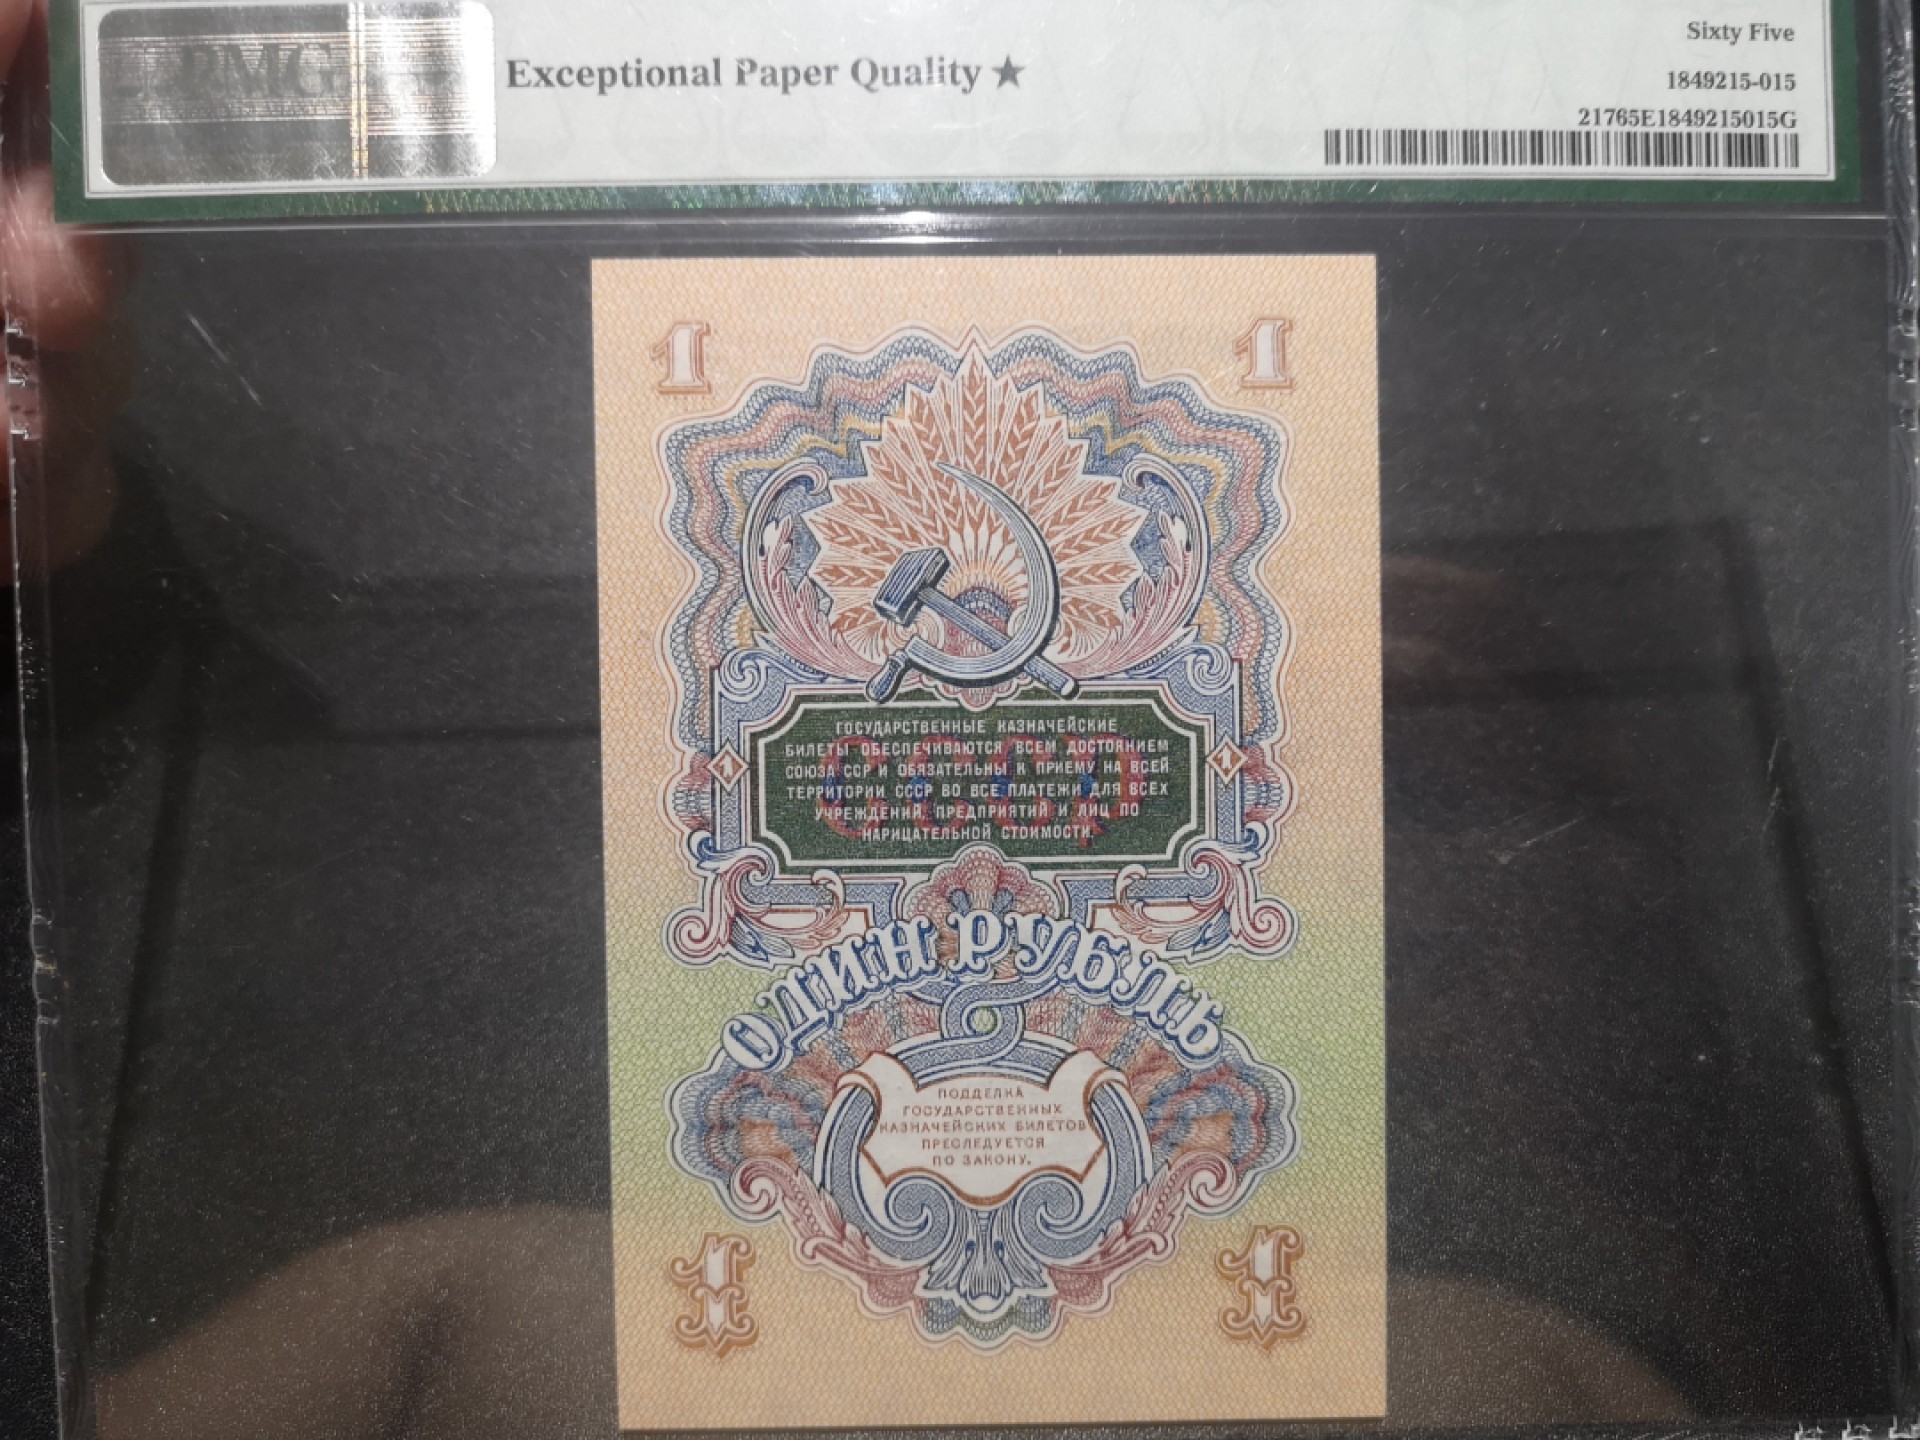 PMG
Exceptional Paper Quality ★
Sixty Five
1849215-015
21765E1849215015G
1 1
ГОСУДАРСТВЕННЫЕ КАЗНАЧЕЙСКИЕ
БИЛЕТЫ ОБЕСПЕЧИВАЮТСЯ ВСЕМ ДОСТОЯНИЕМ
СОЮЗА ССР И ОБЯЗАТЕЛЬНЫ К ПРИЕМУ НА ВСЕЙ
ТЕРРИТОРИИ СССР ВО ВСЕ ПЛАТЕЖИ ДЛЯ ВСЕХ
УЧРЕЖДЕНИЙ, ПРЕДПРИЯТИЙ И ЛИЦ ПО
НАРИЦАТЕЛЬНОЙ СТОИМОСТИ.
СССР
1 1
ОДИН РУБЛЬ
ПОДДЕЛКА
ГОСУДАРСТВЕННЫХ
КАЗНАЧЕЙСКИХ БИЛЕТОВ
ПРЕСЛЕДУЕТСЯ
ПО ЗАКОНУ.
1 1